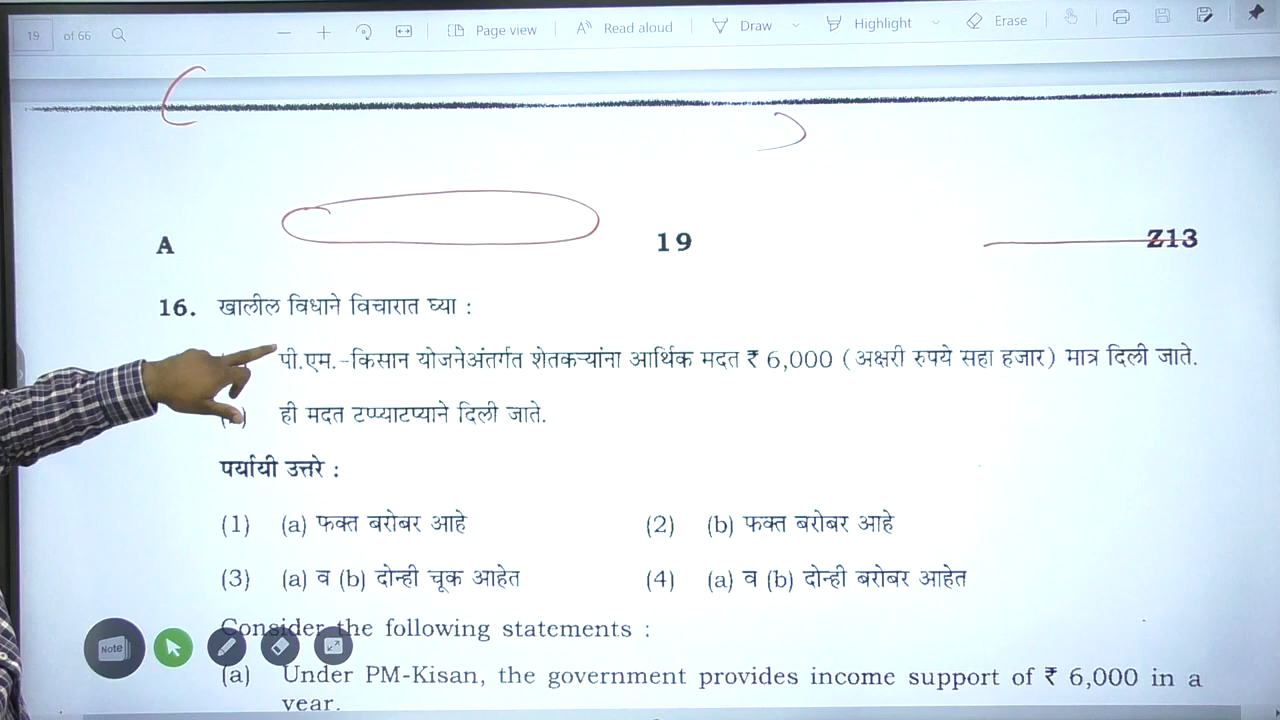 19 of 66 Page view Read aloud Draw Highlight Erase
A 19 Z13
16. खालील विधाने विचारात घ्या :
पी.एम.-किसान योजनेअंतर्गत शेतकऱ्यांना आर्थिक मदत ₹ 6,000 (अक्षरी रुपये सहा हजार) मात्र दिली जाते.
ही मदत टप्प्याटप्याने दिली जाते.
पर्यायी उत्तरे :
(1) (a) फक्त बरोबर आहे (2) (b) फक्त बरोबर आहे
(3) (a) व (b) दोन्ही चूक आहेत (4) (a) व (b) दोन्ही बरोबर आहेत
Consider the following statements :
Note
(a) Under PM-Kisan, the government provides income support of ₹ 6,000 in a
year.